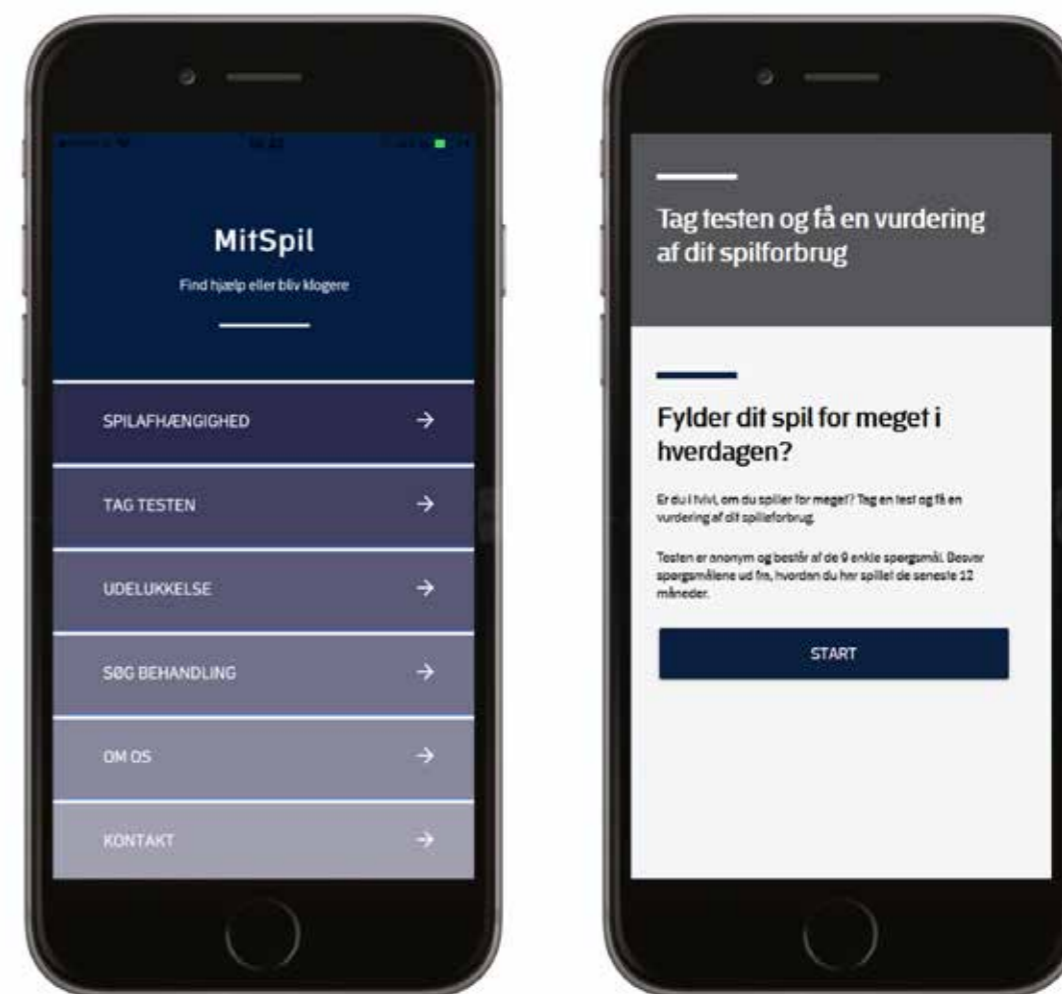 MitSpil
Find hjælp eller bliv klogere
SPILAFHÆNGIGHED
TAG TESTEN
UDELUKKELSE
SØG BEHANDLING
OM OS
KONTAKT
Tag testen og få en vurdering
af dit spilforbrug
Fylder dit spil for meget i
hverdagen?
Er du i tvivl, om du spiller for meget? Tag en test og få en
vurdering af dit spilleforbrug.
Testen er anonym og består af de 9 enkle spørgsmål. Besvar
spørgsmålene ud fra, hvordan du har spillet de seneste 12
måneder.
START